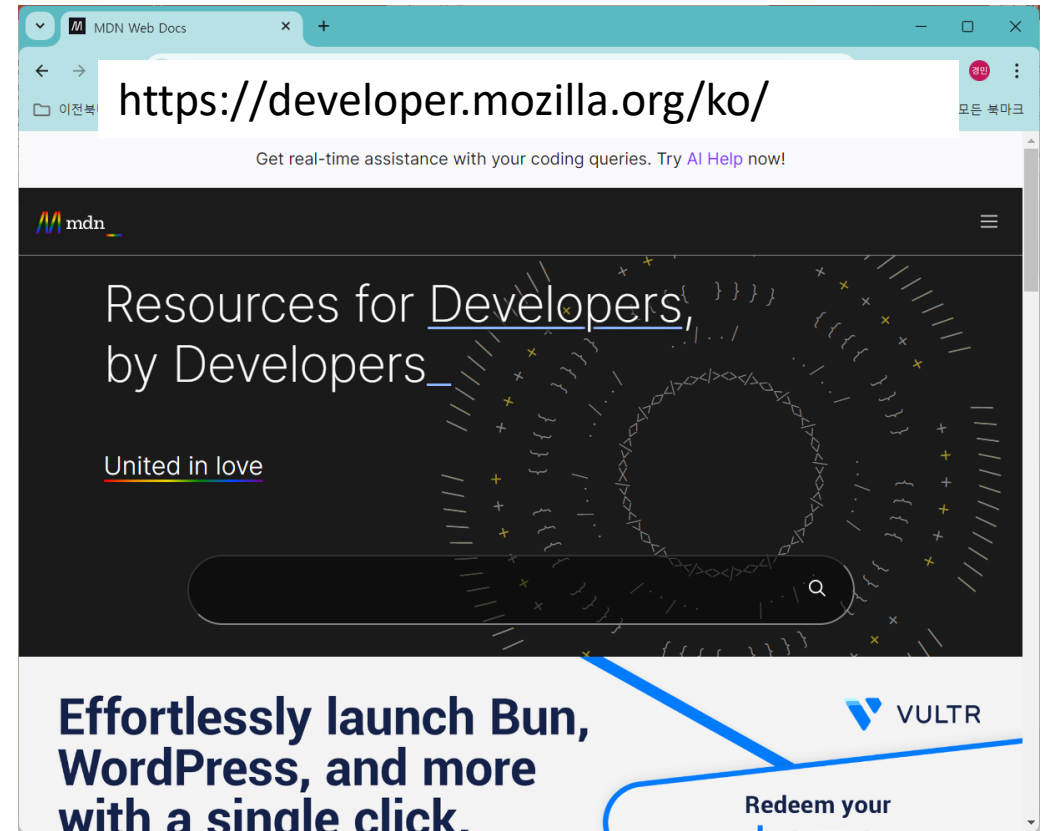 MDN Web Docs
https://developer.mozilla.org/ko/
경민
이전북
모든 북마크
Get real-time assistance with your coding queries. Try AI Help now!
mdn_
Resources for Developers,
by Developers_
United in love
Effortlessly launch Bun,
WordPress, and more
with a single click.
VULTR
Redeem your